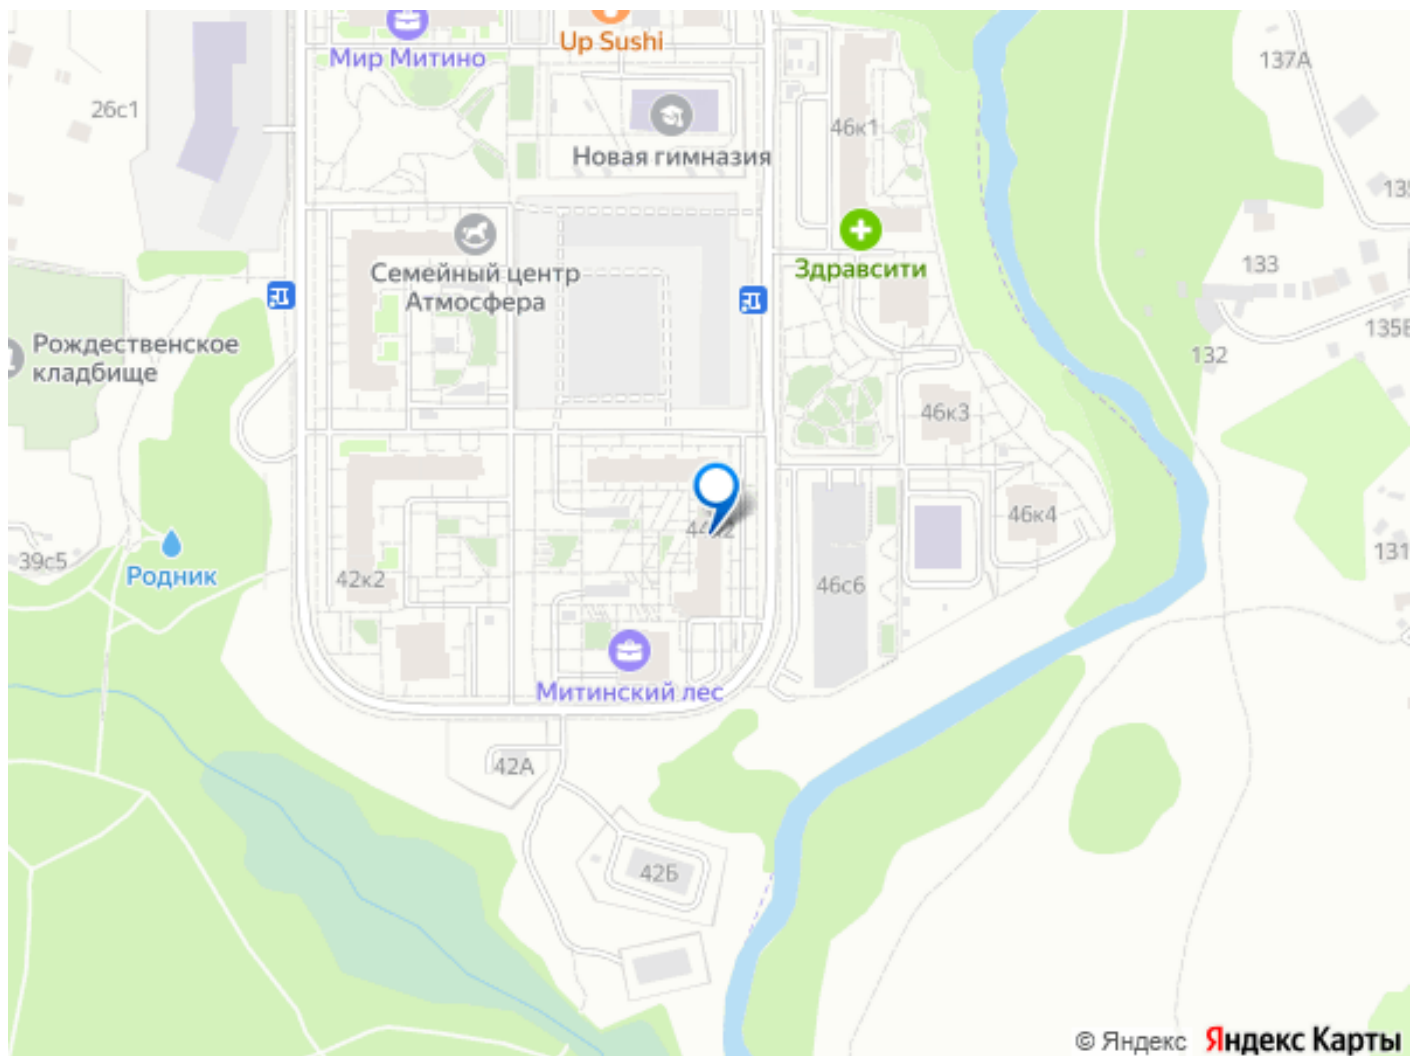 Мир Митино
Up Sushi
137А
26с1
46к1
Новая гимназия
Здравсити
133
Семейный центр
Атмосфера
Рождественское
кладбище
132
46к3
46к4
39с5
Родник
42к2
46с6
131
Митинский лес
42А
42Б
© Яндекс Яндекс Карты